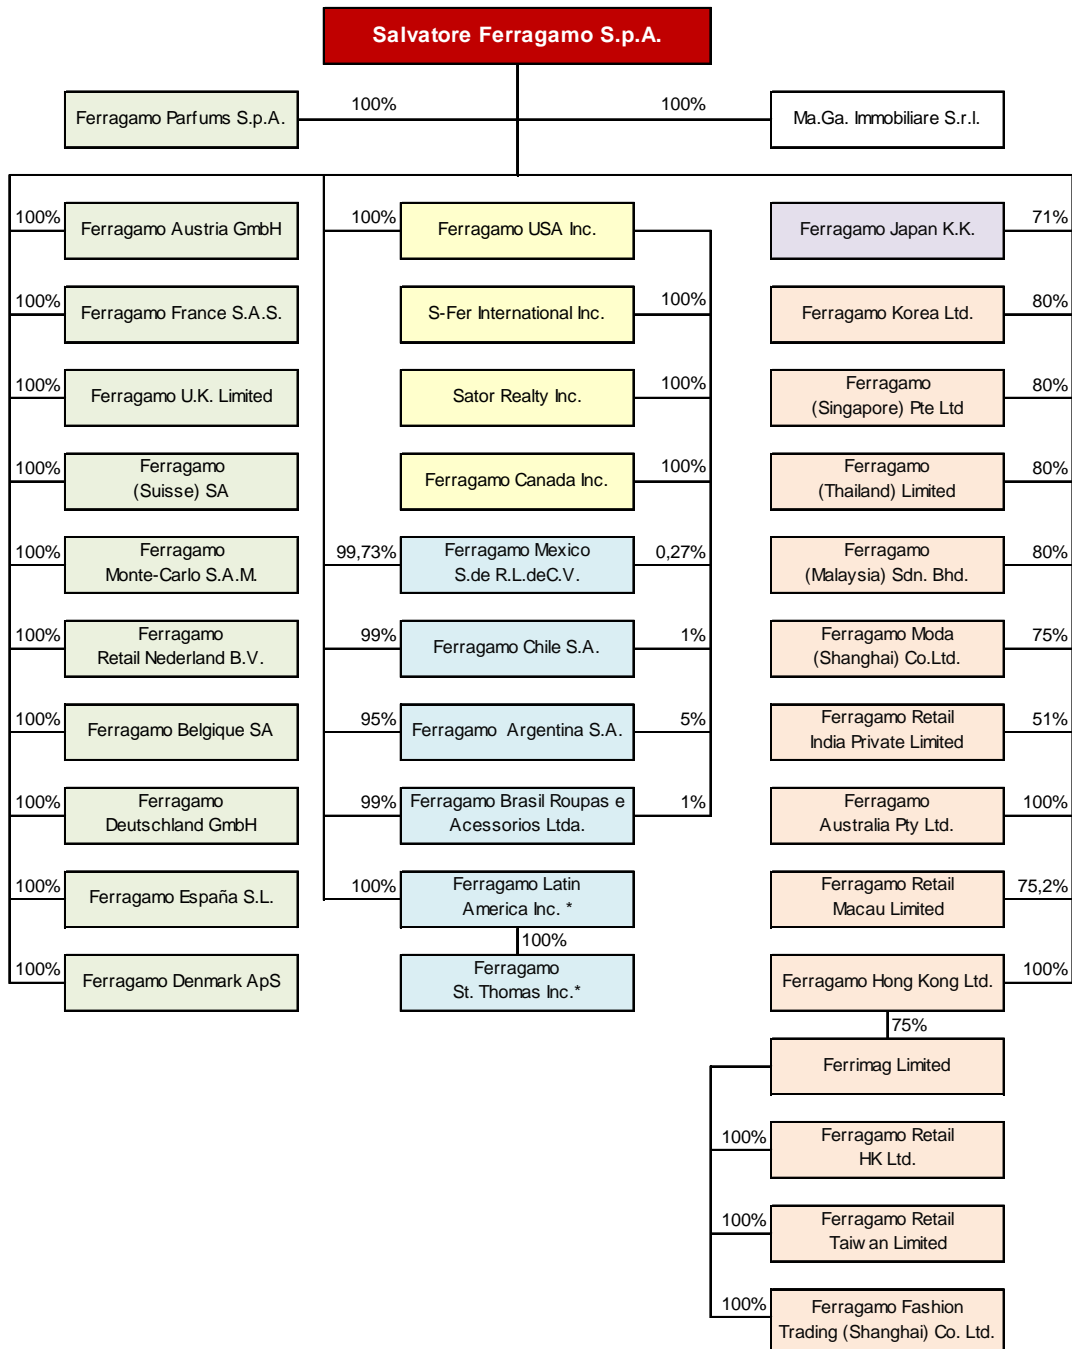 Salvatore Ferragamo S.p.A.
100%
100%
Ferragamo Parfums S.p.A.
Ma.Ga. Immobiliare S.r.l.
100%
Ferragamo Austria GmbH
100%
Ferragamo USA Inc.
Ferragamo Japan K.K.
71%
100%
Ferragamo France S.A.S.
S-Fer International Inc.
100%
Ferragamo Korea Ltd.
80%
100%
Ferragamo U.K. Limited
Sator Realty Inc.
100%
Ferragamo
(Singapore) Pte Ltd
80%
100%
Ferragamo
(Suisse) SA
Ferragamo Canada Inc.
100%
Ferragamo
(Thailand) Limited
80%
100%
Ferragamo
Monte-Carlo S.A.M.
99,73%
Ferragamo Mexico
S.de R.L.deC.V.
0,27%
Ferragamo
(Malaysia) Sdn. Bhd.
80%
100%
Ferragamo
Retail Nederland B.V.
99%
Ferragamo Chile S.A.
1%
Ferragamo Moda
(Shanghai) Co.Ltd.
75%
100%
Ferragamo Belgique SA
95%
Ferragamo Argentina S.A.
5%
Ferragamo Retail
India Private Limited
51%
100%
Ferragamo
Deutschland GmbH
99%
Ferragamo Brasil Roupas e
Acessorios Ltda.
1%
Ferragamo
Australia Pty Ltd.
100%
100%
Ferragamo España S.L.
100%
Ferragamo Latin
America Inc. *
Ferragamo Retail
Macau Limited
75,2%
100%
Ferragamo Denmark ApS
100%
Ferragamo
St. Thomas Inc.*
Ferragamo Hong Kong Ltd.
100%
75%
Ferrimag Limited
100%
Ferragamo Retail
HK Ltd.
100%
Ferragamo Retail
Taiwan Limited
100%
Ferragamo Fashion
Trading (Shanghai) Co. Ltd.